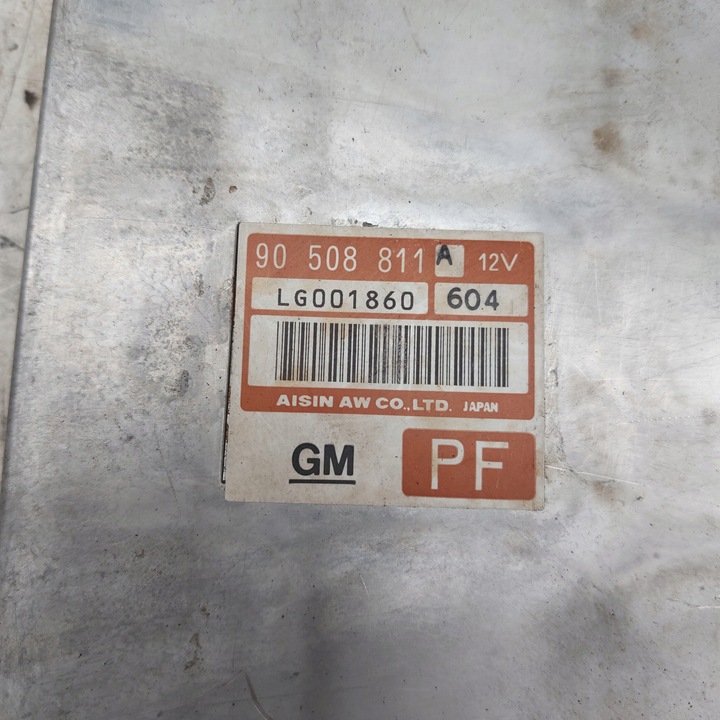 90 508 811 A 12V
LG001860 604
AISIN AW CO.,LTD. JAPAN
GM PF